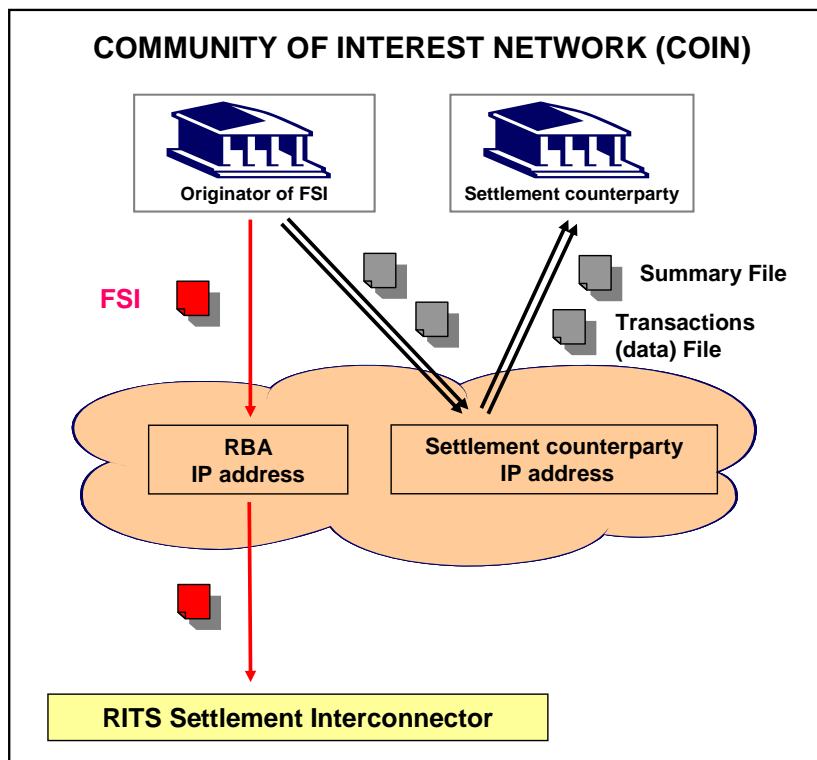 COMMUNITY OF INTEREST NETWORK (COIN)
Originator of FSI
Settlement counterparty
FSI
Summary File
Transactions
(data) File
RBA
IP address
Settlement counterparty
IP address
RITS Settlement Interconnector